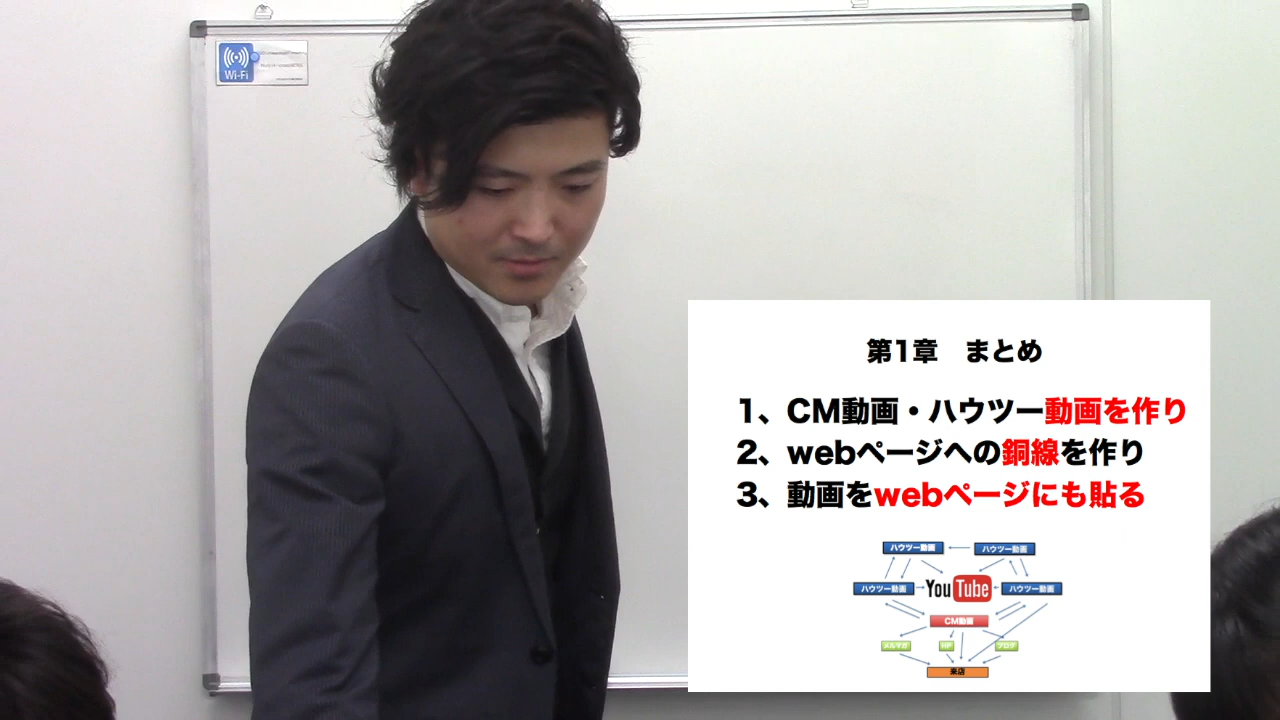 Wi-Fi
第1章　まとめ
1、CM動画・ハウツー動画を作り
2、webページへの銅線を作り
3、動画をwebページにも貼る
ハウツー動画
ハウツー動画
ハウツー動画
YouTube
ハウツー動画
CM動画
メルマガ
HP
ブログ
来店